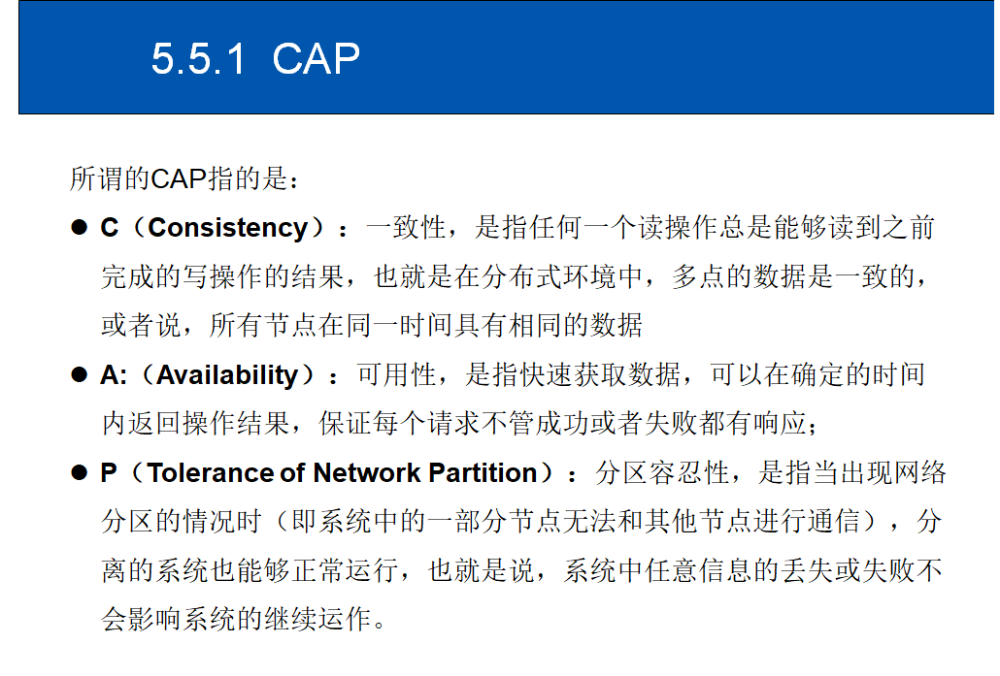 5.5.1 CAP
所谓的CAP指的是：
● C（Consistency）：一致性，是指任何一个读操作总是能够读到之前
完成的写操作的结果，也就是在分布式环境中，多点的数据是一致的，
或者说，所有节点在同一时间具有相同的数据
● A:（Availability）：可用性，是指快速获取数据，可以在确定的时间
内返回操作结果，保证每个请求不管成功或者失败都有响应；
● P（Tolerance of Network Partition）：分区容忍性，是指当出现网络
分区的情况时（即系统中的一部分节点无法和其他节点进行通信），分
离的系统也能够正常运行，也就是说，系统中任意信息的丢失或失败不
会影响系统的继续运作。